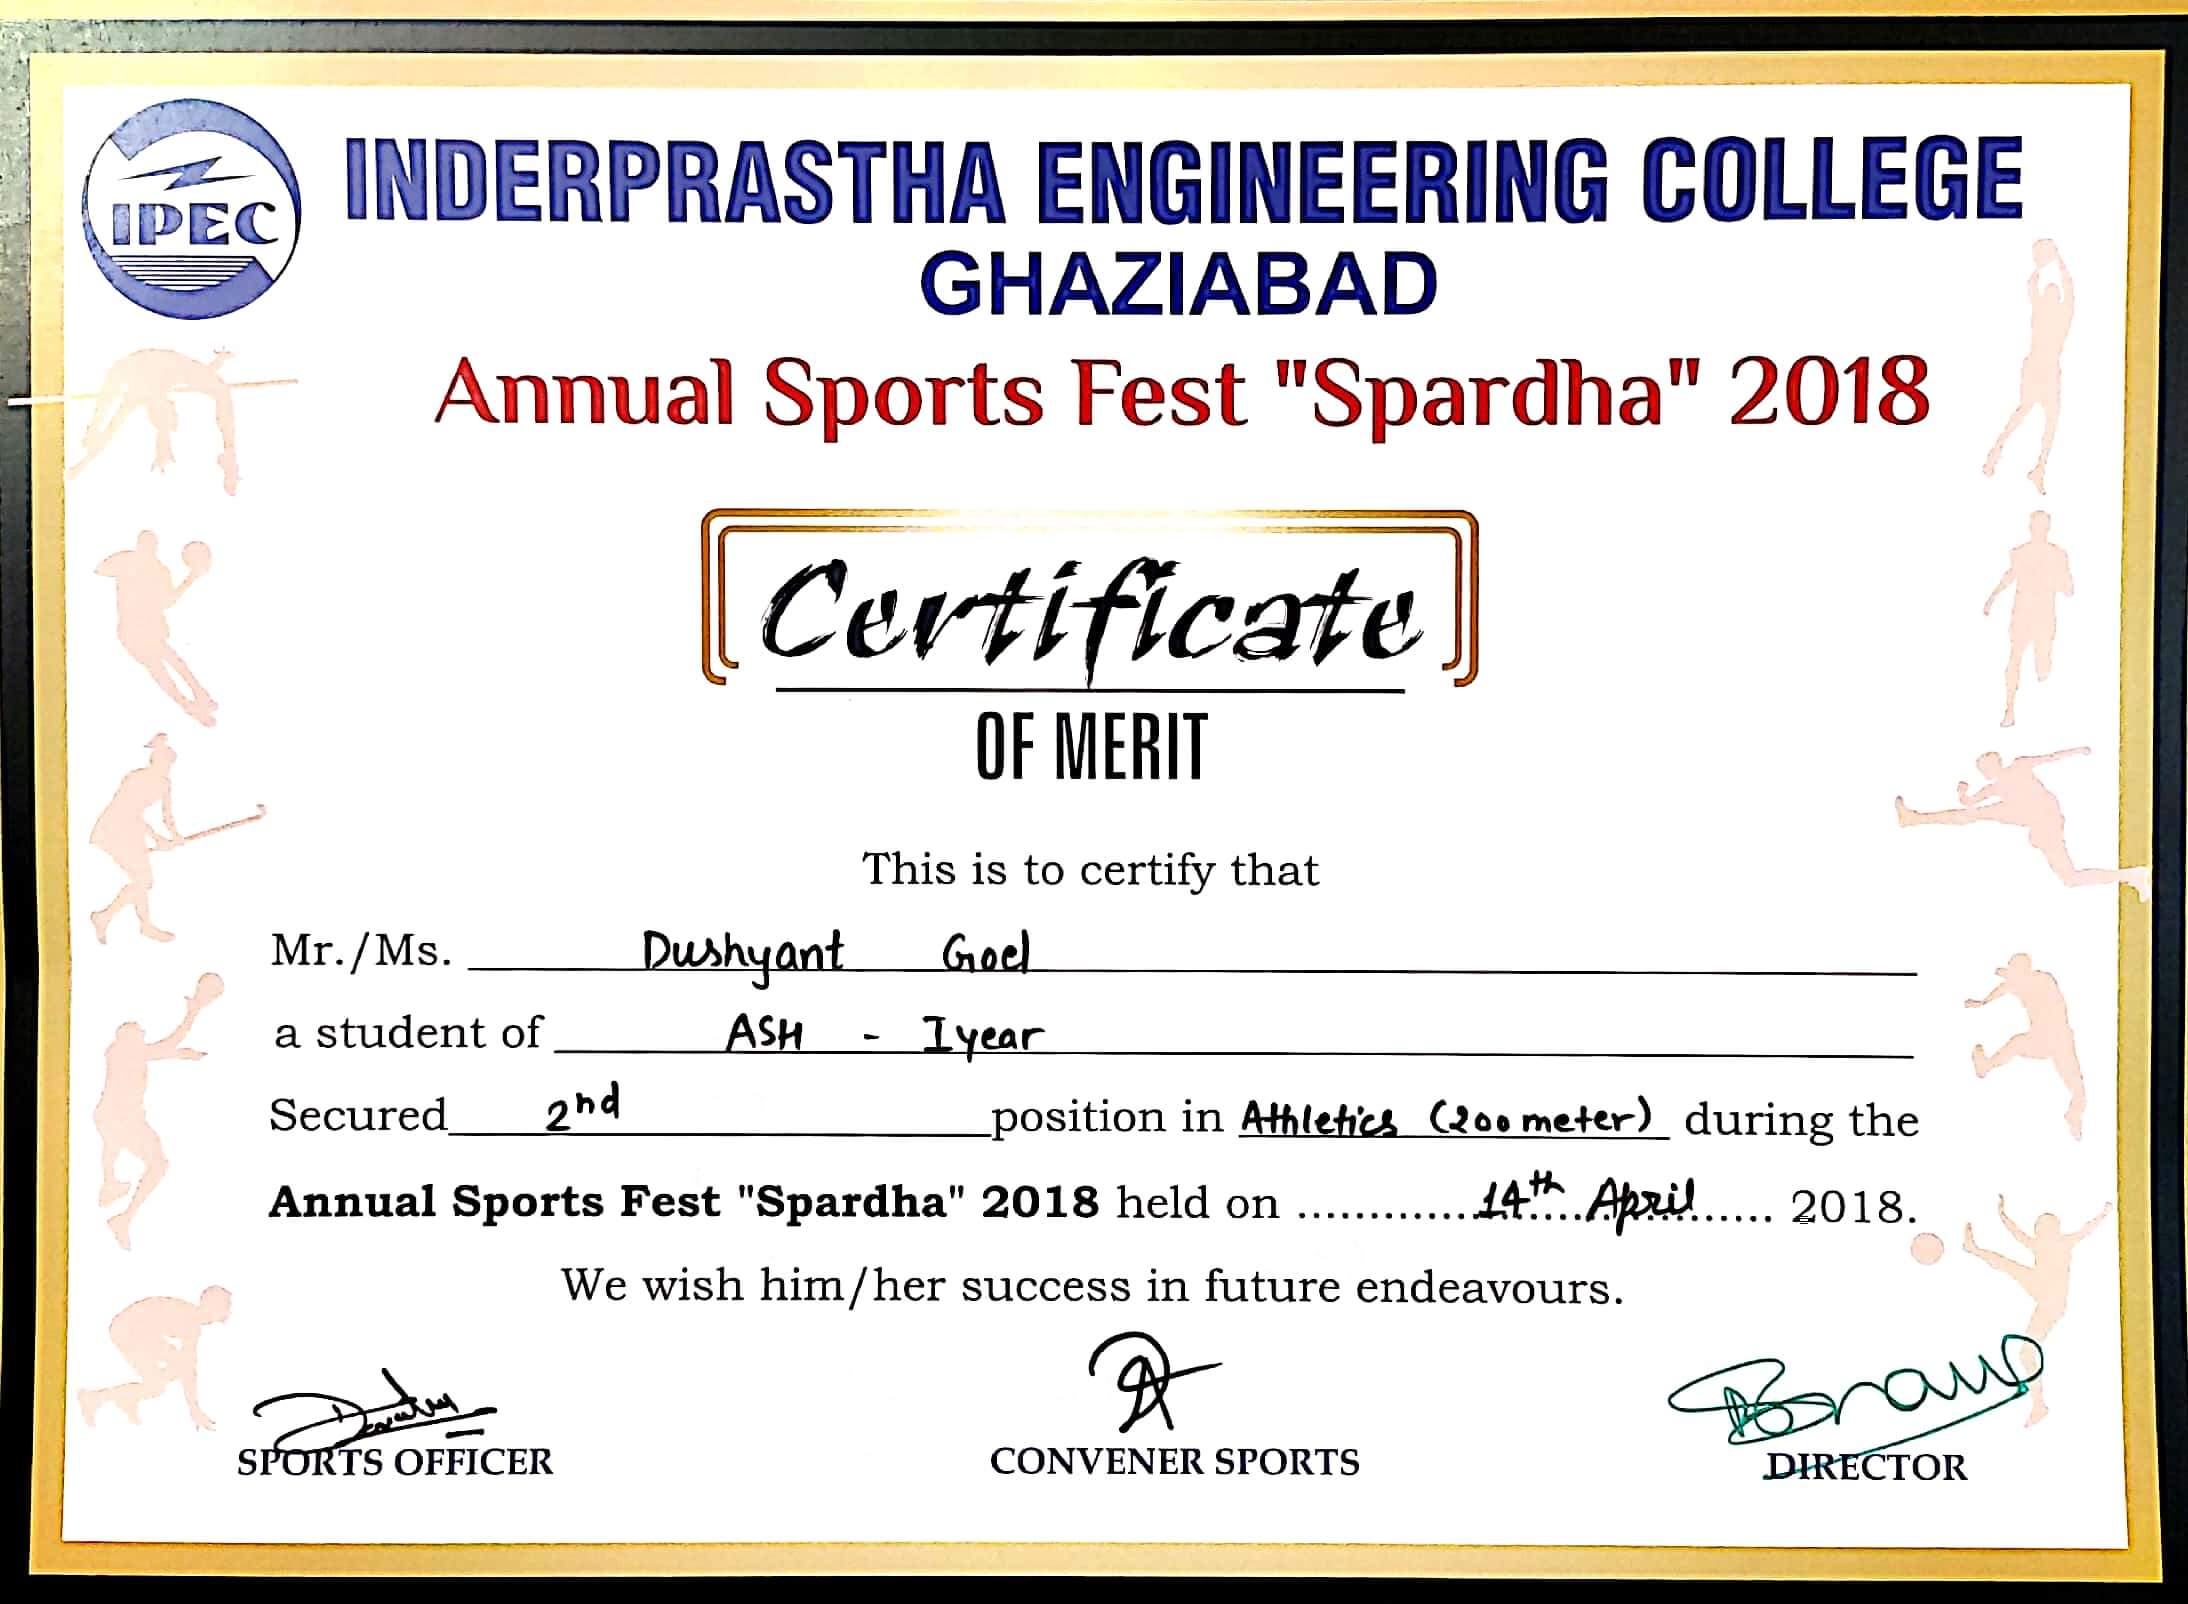 IPEC
INDERPRASTHA ENGINEERING COLLEGE
GHAZIABAD
Annual Sports Fest "Spardha" 2018
Certificate
OF MERIT
This is to certify that
Mr./Ms. Dushyant Goel
a student of ASH - I year
Secured 2nd position in Athletics (200 meter) during the
Annual Sports Fest "Spardha" 2018 held on .............14th....April...... 2018.
We wish him/her success in future endeavours.
SPORTS OFFICER CONVENER SPORTS DIRECTOR